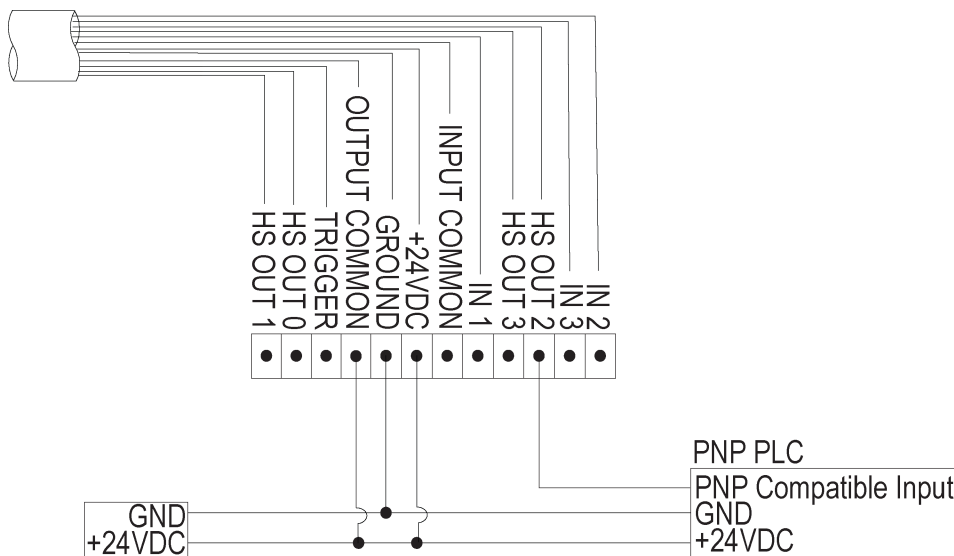 HS OUT 1
HS OUT 0
TRIGGER
OUTPUT COMMON
GROUND
+24VDC
INPUT COMMON
IN 1
HS OUT 3
HS OUT 2
IN 3
IN 2
PNP PLC
PNP Compatible Input
GND
+24VDC
GND
+24VDC